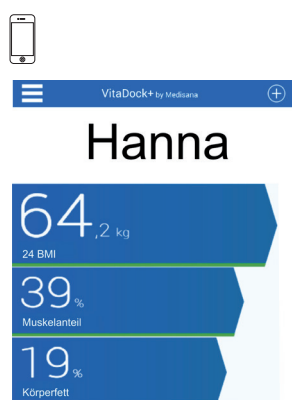 VitaDock+ by Medisana
Hanna
64,2 kg
24 BMI
39%
Muskelanteil
19%
Körperfett